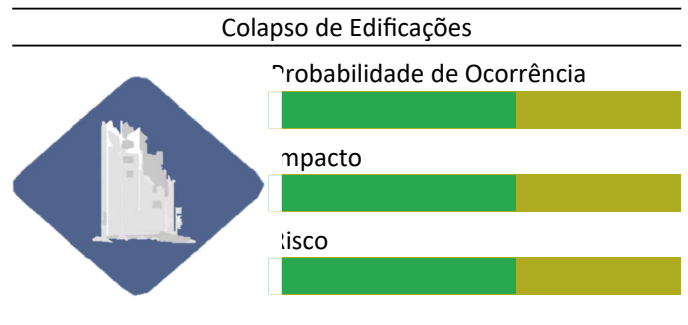 Colapso de Edificações
Probabilidade de Ocorrência
mpacto
Risco